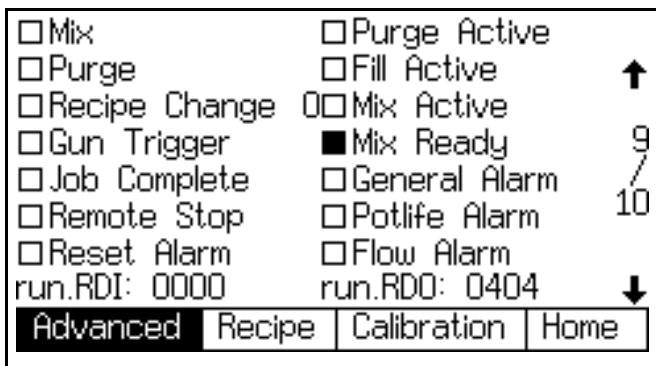 Mix Purge Active
Purge Fill Active
Recipe Change 0 Mix Active
Gun Trigger Mix Ready 9
Job Complete General Alarm /
Remote Stop Potlife Alarm 10
Reset Alarm Flow Alarm
run.RDI: 0000 run.RDO: 0404
Advanced Recipe Calibration Home